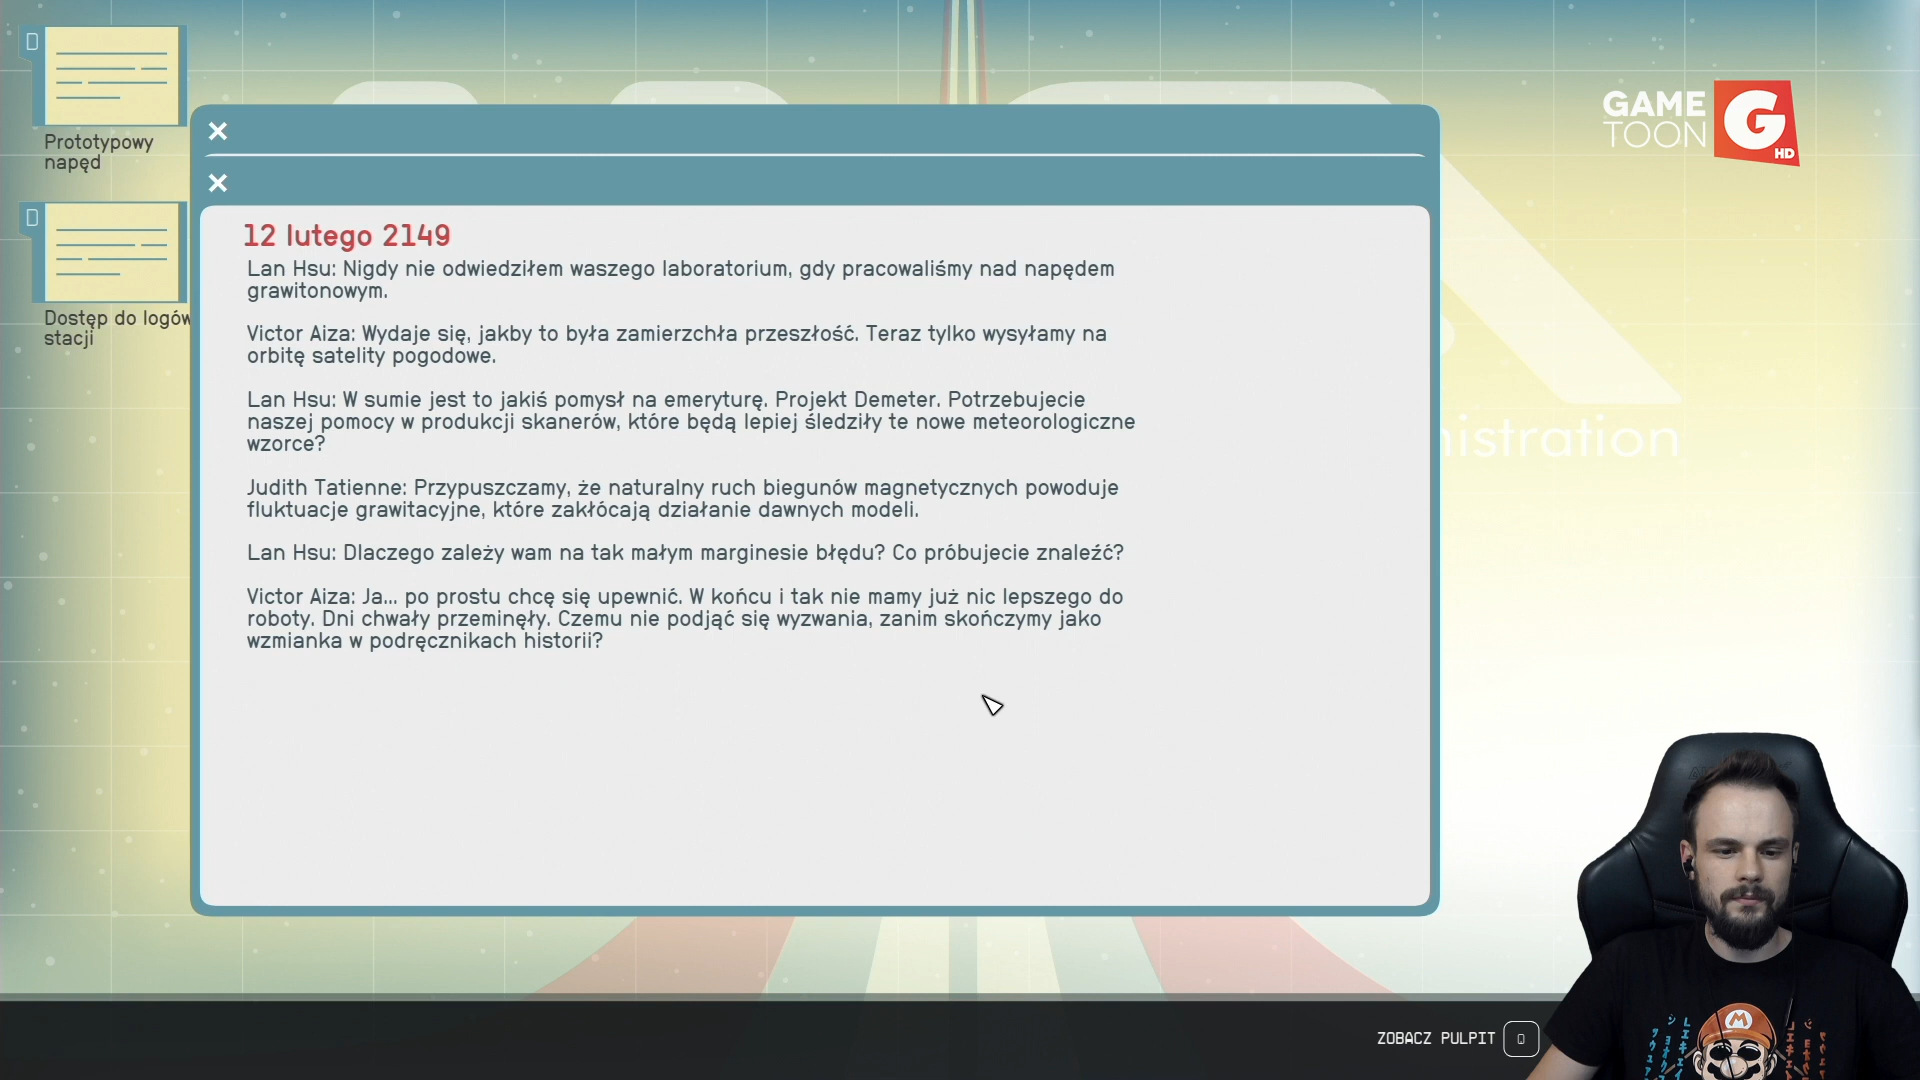 Prototypowy
napęd
Dostęp do logów
stacji
GAME
TOON
G
HD
12 lutego 2149
Lan Hsu: Nigdy nie odwiedziłem waszego laboratorium, gdy pracowaliśmy nad napędem
grawitonowym.
Victor Aiza: Wydaje się, jakby to była zamierzchła przeszłość. Teraz tylko wysyłamy na
orbitę satelity pogodowe.
Lan Hsu: W sumie jest to jakiś pomysł na emeryturę. Projekt Demeter. Potrzebujecie
naszej pomocy w produkcji skanerów, które będą lepiej śledziły te nowe meteorologiczne
wzorce?
Judith Tatienne: Przypuszczamy, że naturalny ruch biegunów magnetycznych powoduje
fluktuacje grawitacyjne, które zakłócają działanie dawnych modeli.
Lan Hsu: Dlaczego zależy wam na tak małym marginesie błędu? Co próbujecie znaleźć?
Victor Aiza: Ja... po prostu chcę się upewnić. W końcu i tak nie mamy już nic lepszego do
roboty. Dni chwały przeminęły. Czemu nie podjąć się wyzwania, zanim skończymy jako
wzmianka w podręcznikach historii?
nistration
ZOBACZ PULPIT
M